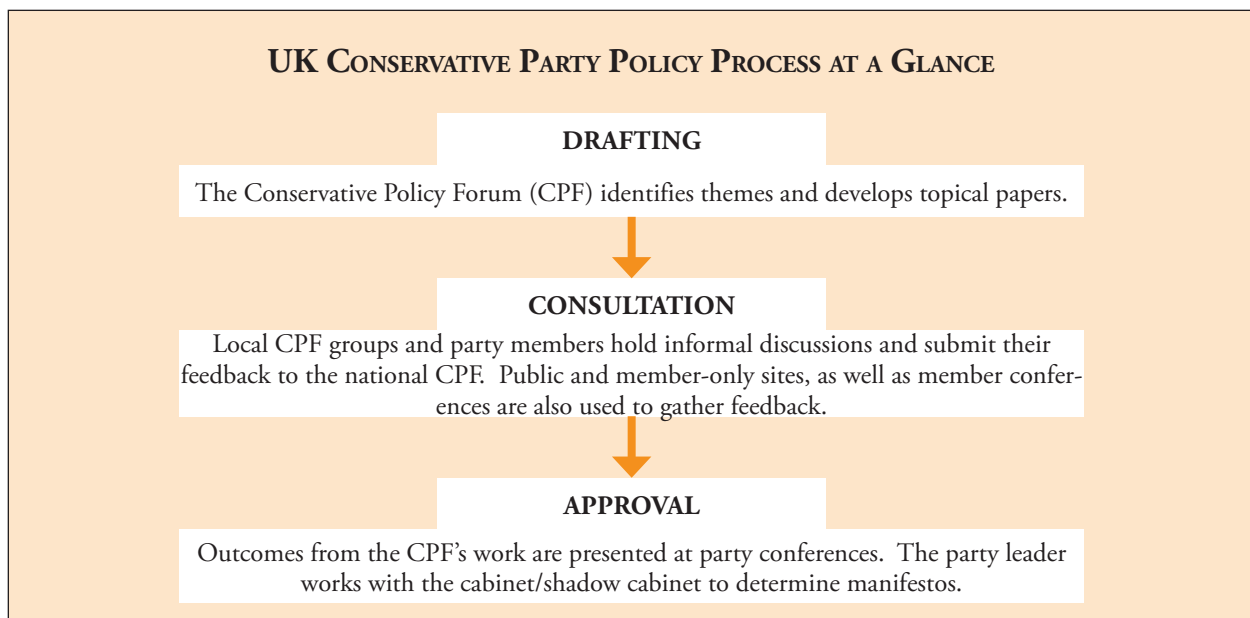 UK CONSERVATIVE PARTY POLICY PROCESS AT A GLANCE
DRAFTING
The Conservative Policy Forum (CPF) identifies themes and develops topical papers.
CONSULTATION
Local CPF groups and party members hold informal discussions and submit their
feedback to the national CPF.  Public and member-only sites, as well as member confer-
ences are also used to gather feedback.
APPROVAL
Outcomes from the CPF's work are presented at party conferences.  The party leader
works with the cabinet/shadow cabinet to determine manifestos.